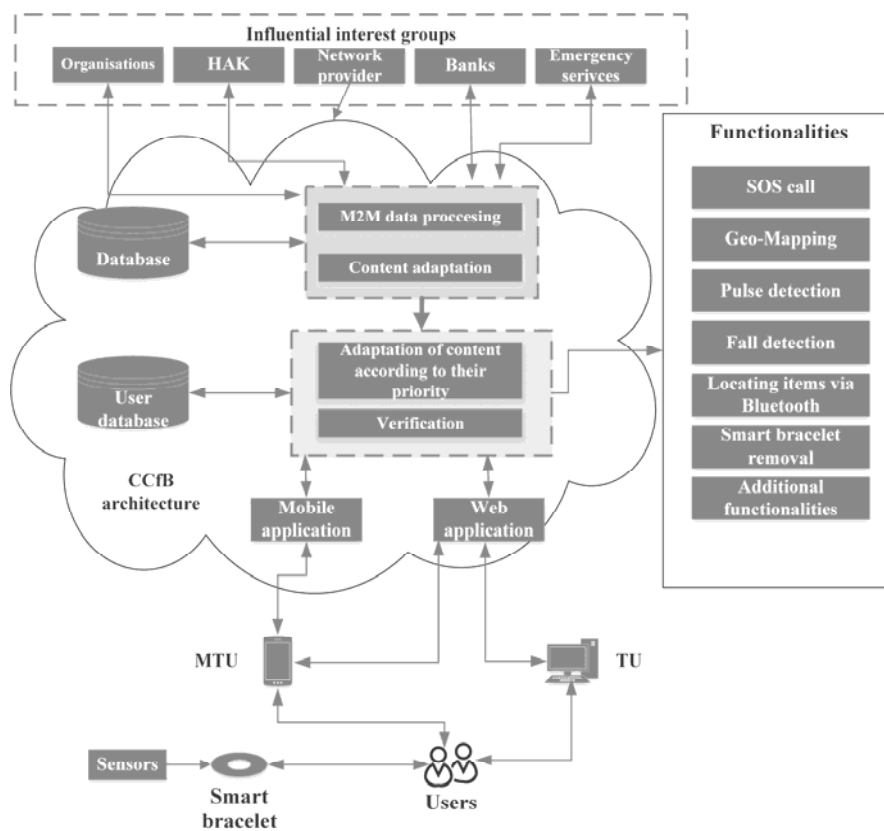 Influential interest groups
Organisations
HAK
Network
provider
Banks
Emergency
serivces
Functionalities
SOS call
Geo-Mapping
Pulse detection
Fall detection
Locating items via
Bluetooth
Smart bracelet
removal
Additional
functionalities
M2M data proccesing
Content adaptation
Database
Adaptation of content
according to their
priority
Verification
User
database
CCfB
architecture
Mobile
application
Web
application
MTU
TU
Sensors
Smart
bracelet
Users